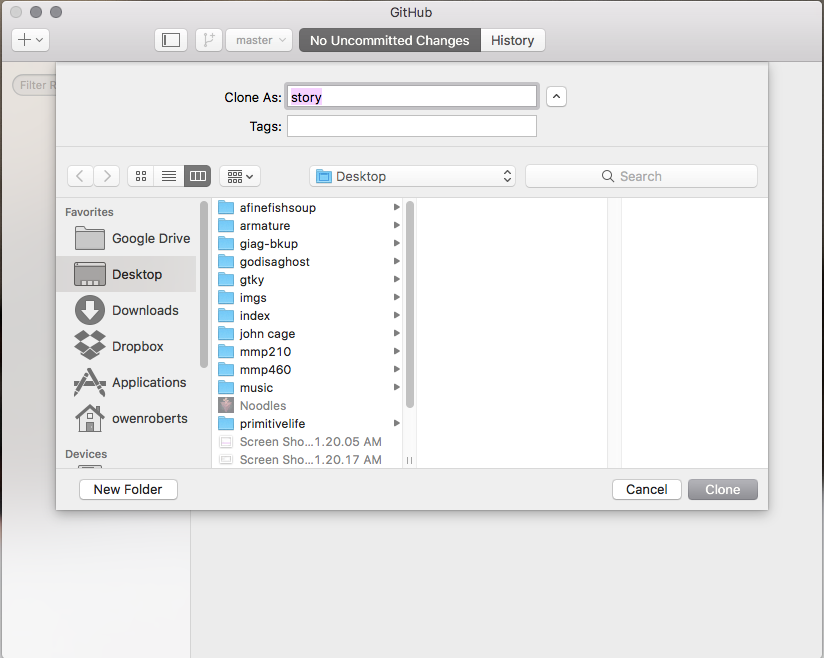 GitHub
master
No Uncommitted Changes
History
Filter R
Clone As: story
Tags:
Desktop
Search
Favorites
Google Drive
Desktop
Downloads
Dropbox
Applications
owenroberts
Devices
afinefishsoup
armature
giag-bkup
godisaghost
gtky
imgs
index
john cage
mmp210
mmp460
music
Noodles
primitivelife
Screen Sho...1.20.05 AM
Screen Sho...1.20.17 AM
New Folder
Cancel
Clone